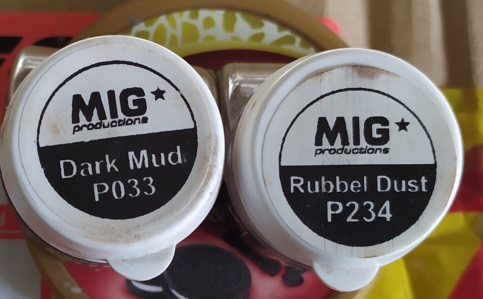 MIG
productions
Dark Mud
P033
MIG
productions
Rubbel Dust
P234